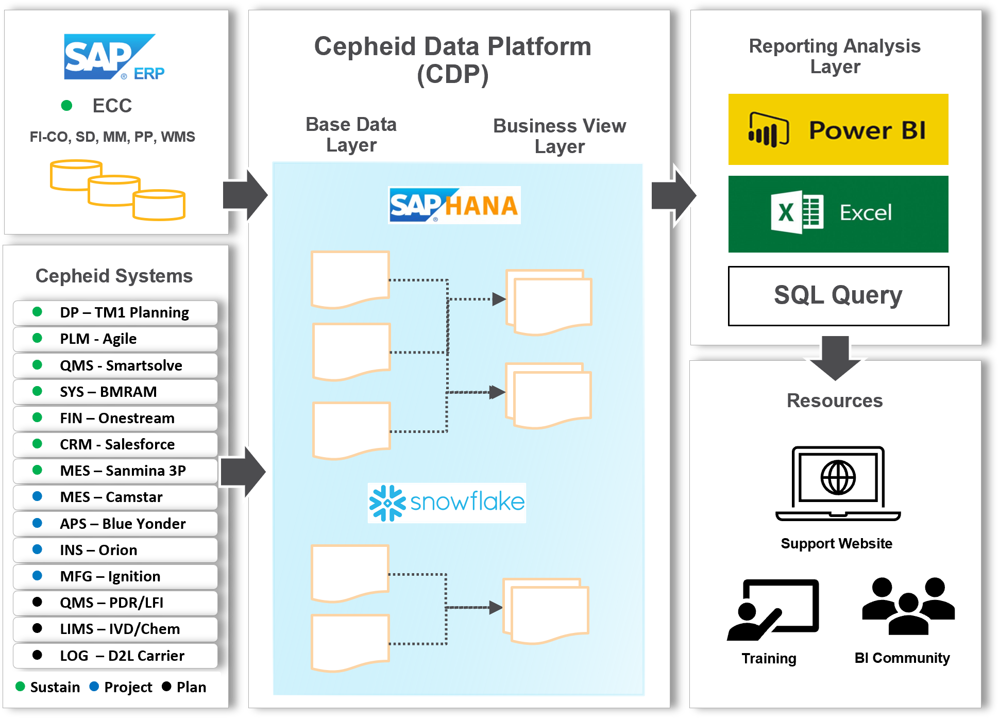 SAP
® ERP
ECC
FI-CO, SD, MM, PP, WMS
Cepheid Systems
DP – TM1 Planning
PLM - Agile
QMS - Smartsolve
SYS – BMRAM
FIN – Onestream
CRM - Salesforce
MES – Sanmina 3P
MES – Camstar
APS – Blue Yonder
INS – Orion
MFG – Ignition
QMS – PDR/LFI
LIMS – IVD/Chem
LOG – D2L Carrier
Sustain Project Plan
Cepheid Data Platform
(CDP)
Base Data
Layer
Business View
Layer
SAP® HANA
snowflake
Reporting Analysis
Layer
Power BI
X Excel
SQL Query
Resources
Support Website
Training
BI Community